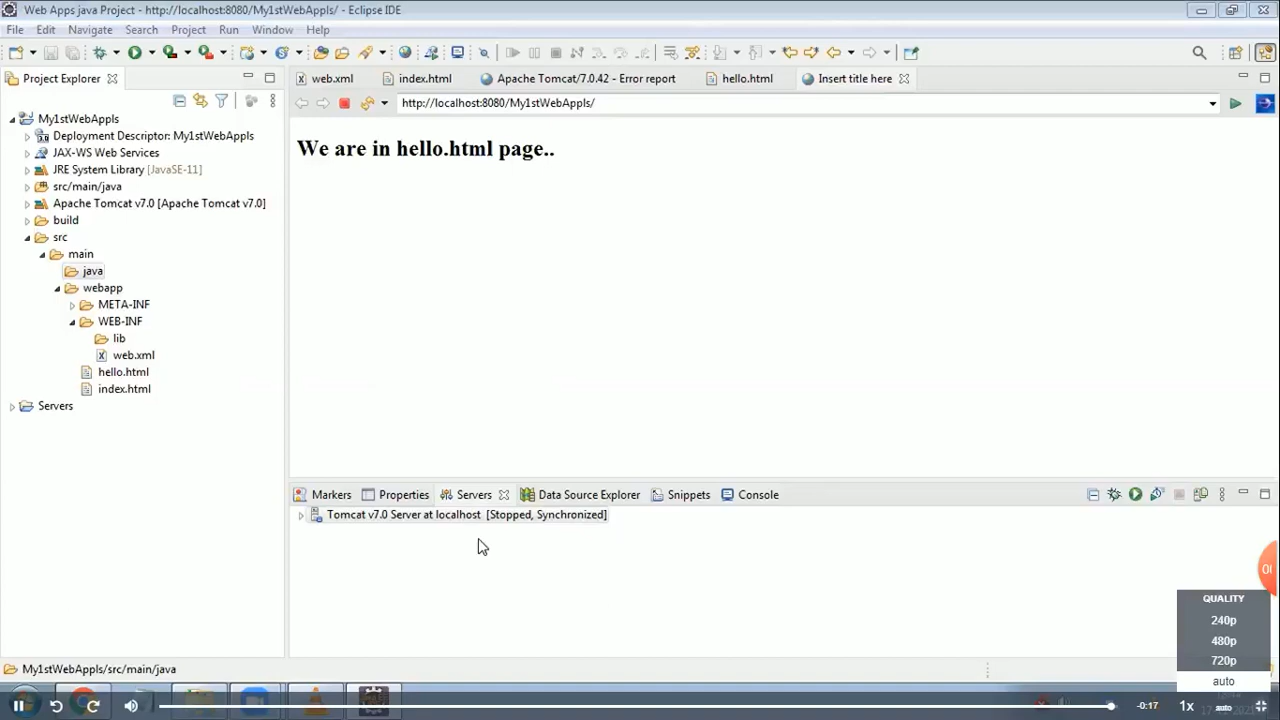 Web Apps java Project - http://localhost:8080/My1stWebAppls/ - Eclipse IDE
File Edit Navigate Search Project Run Window Help
Project Explorer
web.xml index.html Apache Tomcat/7.0.42 - Error report hello.html Insert title here
http://localhost:8080/My1stWebAppls/
We are in hello.html page..
My1stWebAppls
Deployment Descriptor: My1stWebAppls
JAX-WS Web Services
JRE System Library [JavaSE-11]
src/main/java
Apache Tomcat v7.0 [Apache Tomcat v7.0]
build
src
main
java
webapp
META-INF
WEB-INF
lib
web.xml
hello.html
index.html
Servers
Markers Properties Servers Data Source Explorer Snippets Console
Tomcat v7.0 Server at localhost [Stopped, Synchronized]
QUALITY
240p
480p
720p
auto
My1stWebAppls/src/main/java
-0:17 1x auto